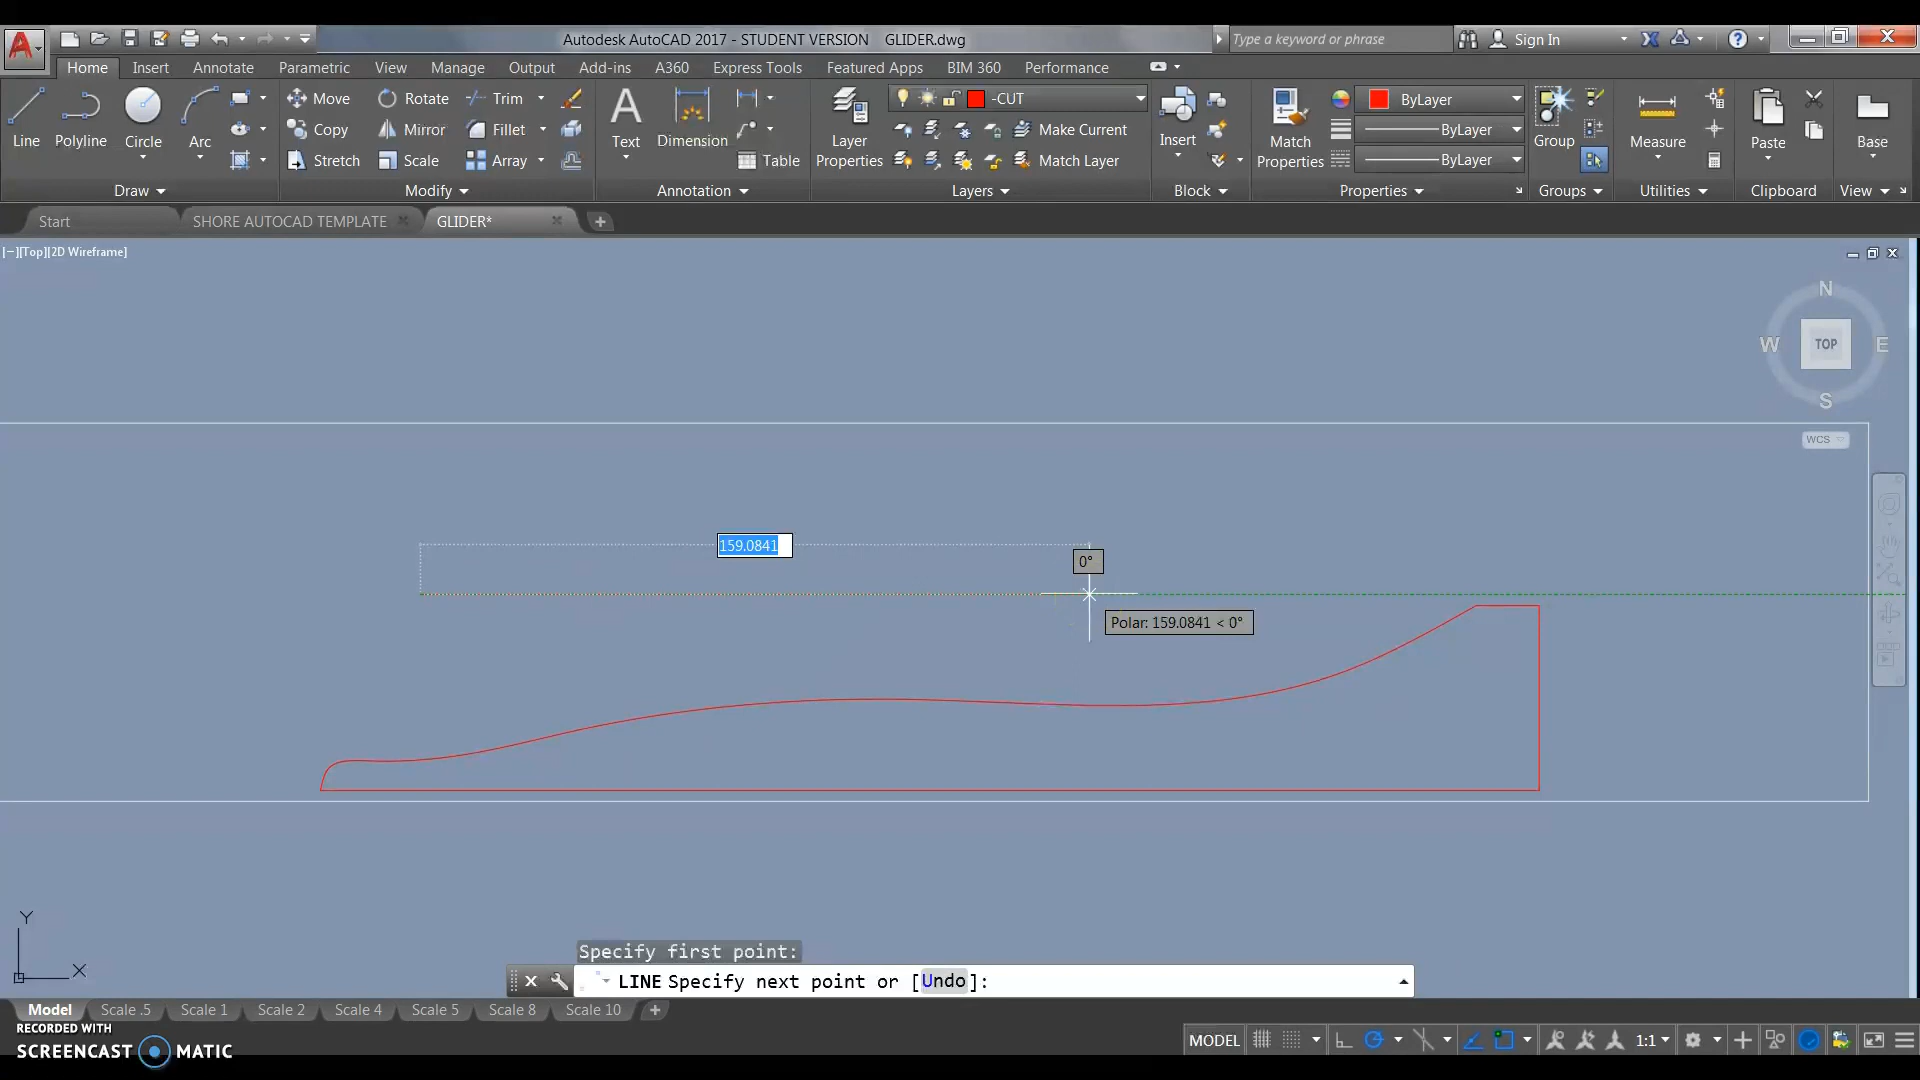 Autodesk AutoCAD 2017 - STUDENT VERSION GLIDER.dwg
Type a keyword or phrase
Sign In
Home Insert Annotate Parametric View Manage Output Add-ins A360 Express Tools Featured Apps BIM 360 Performance
Line Polyline Circle Arc
Move Rotate Trim
Copy Mirror Fillet
Stretch Scale Array
Text Dimension Table
Layer Properties
-CUT
Make Current
Match Layer
Insert
Match Properties
ByLayer
ByLayer
ByLayer
Group Measure Paste Base
Draw Modify Annotation Layers Block Properties Groups Utilities Clipboard View
Start SHORE AUTOCAD TEMPLATE GLIDER*
[−][Top][2D Wireframe]
N
W TOP E
S
WCS
159.0841
0°
Polar: 159.0841 < 0°
Y
X
Specify first point:
LINE Specify next point or [Undo]:
Model Scale .5 Scale 1 Scale 2 Scale 4 Scale 5 Scale 8 Scale 10
RECORDED WITH
SCREENCAST MATIC
MODEL 1:1